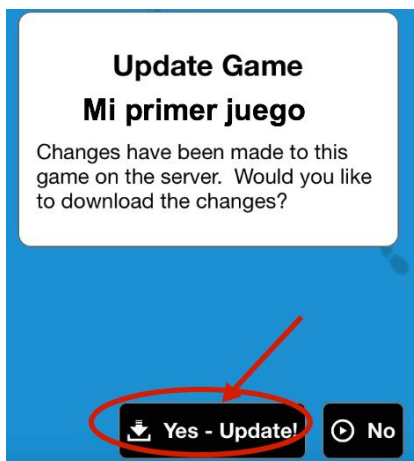 Update Game
Mi primer juego
Changes have been made to this
game on the server.  Would you like
to download the changes?
Yes - Update!
No